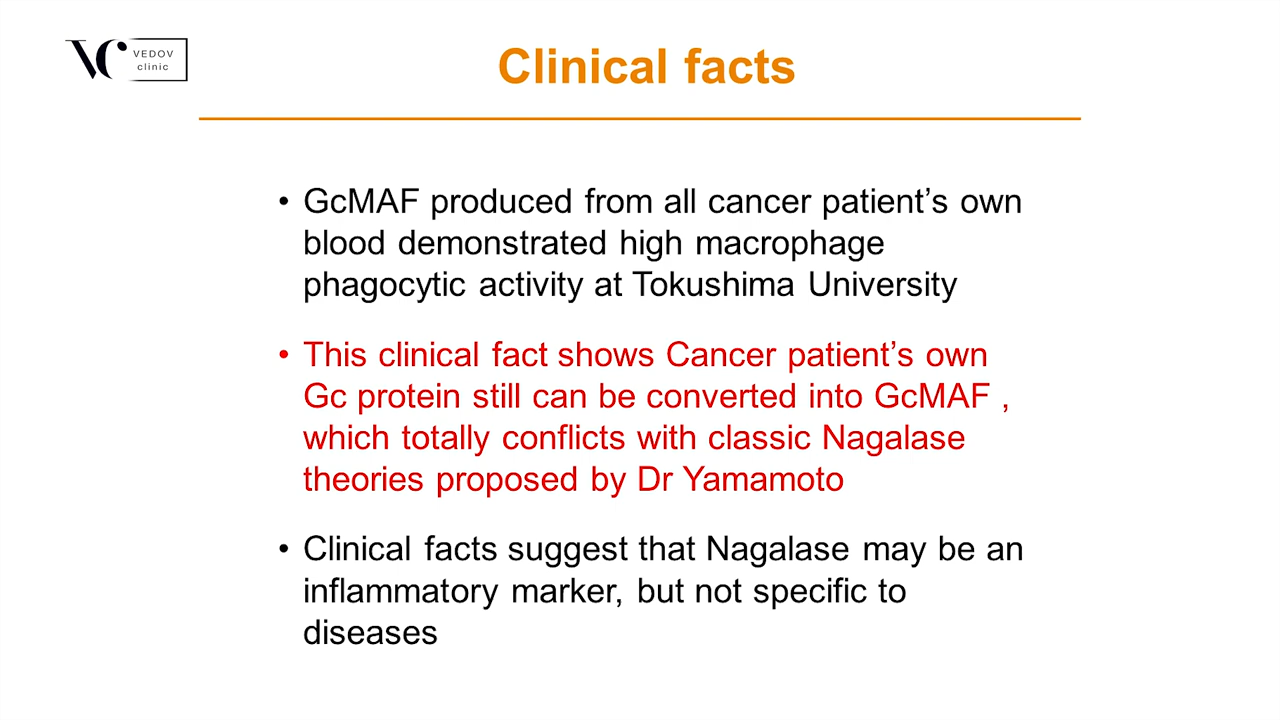 VC VEDOV
clinic
Clinical facts
• GcMAF produced from all cancer patient’s own
blood demonstrated high macrophage
phagocytic activity at Tokushima University
• This clinical fact shows Cancer patient’s own
Gc protein still can be converted into GcMAF ,
which totally conflicts with classic Nagalase
theories proposed by Dr Yamamoto
• Clinical facts suggest that Nagalase may be an
inflammatory marker, but not specific to
diseases